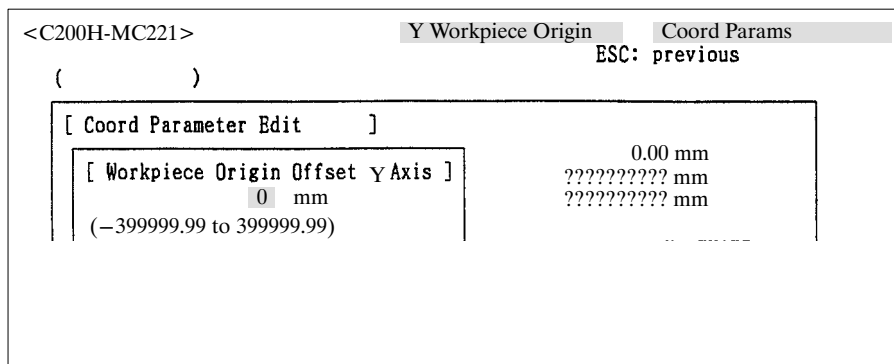 <C200H-MC221> Y Workpiece Origin Coord Params
ESC: previous
( )
[ Coord Parameter Edit ]
0.00 mm
[ Workpiece Origin Offset Y Axis ]
?????????? mm
0 mm
?????????? mm
(−399999.99 to 399999.99)